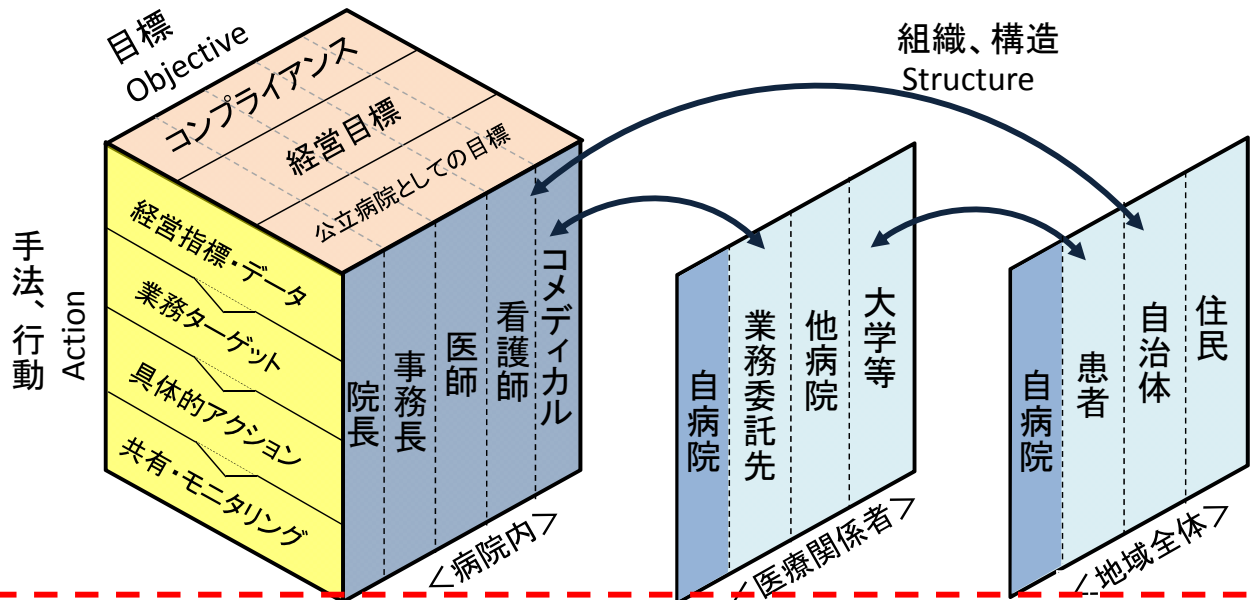 目標
Objective
組織、構造
Structure
手法、行動
Action
コンプライアンス
経営目標
公立病院としての目標
経営指標・データ
業務ターゲット
具体的アクション
共有・モニタリング
院長
事務長
医師
看護師
コメディカル
＜病院内＞
自病院
業務委託先
他病院
大学等
＜医療関係者＞
自病院
患者
自治体
住民
＜地域全体＞